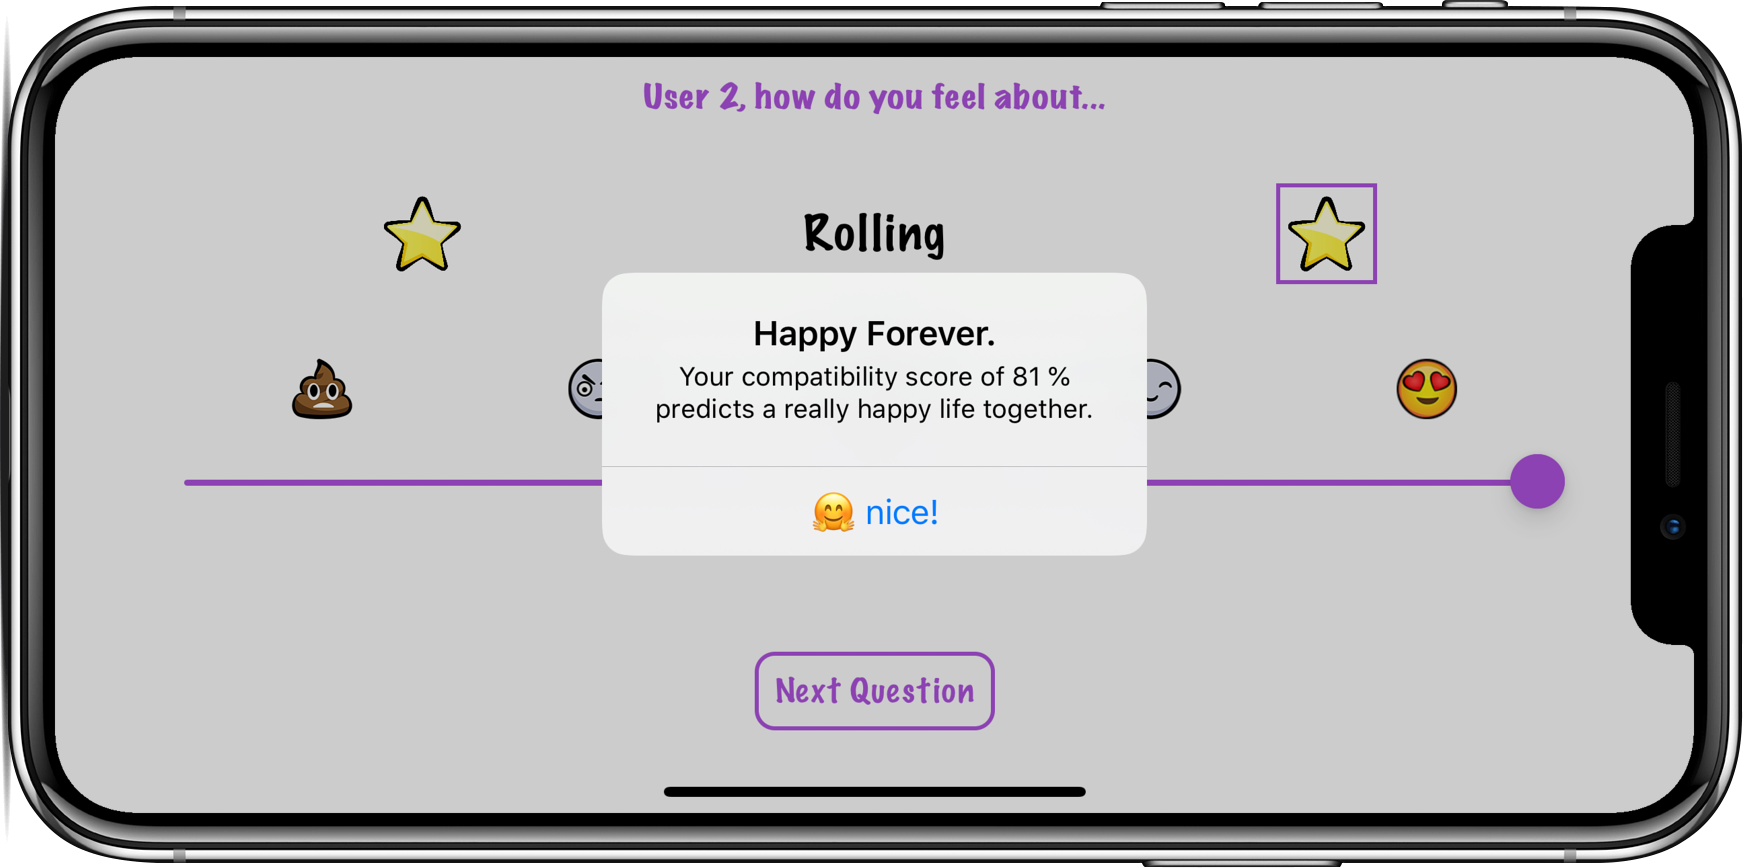 User 2, how do you feel about...
Rolling
Happy Forever.
Your compatibility score of 81 %
predicts a really happy life together.
🤗 nice!
Next Question